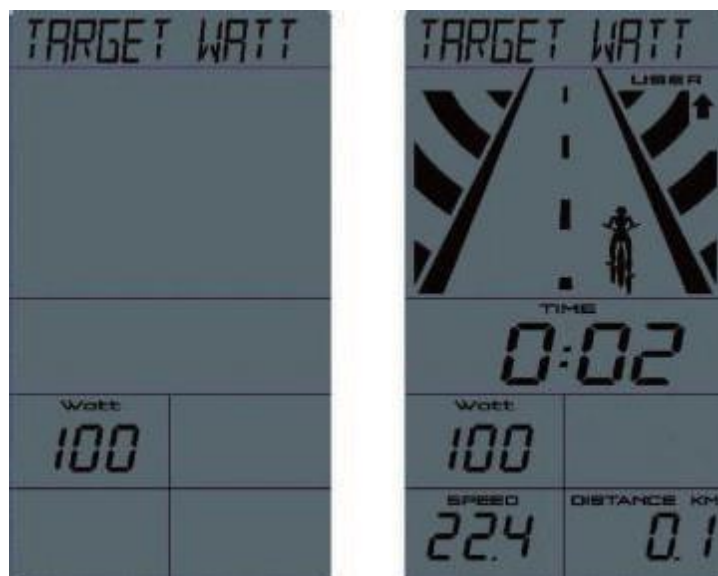 TARGET WATT
Watt
100
TARGET WATT
USER
TIME
0:02
Watt
100
SPEED
22.4
DISTANCE KM
0.1